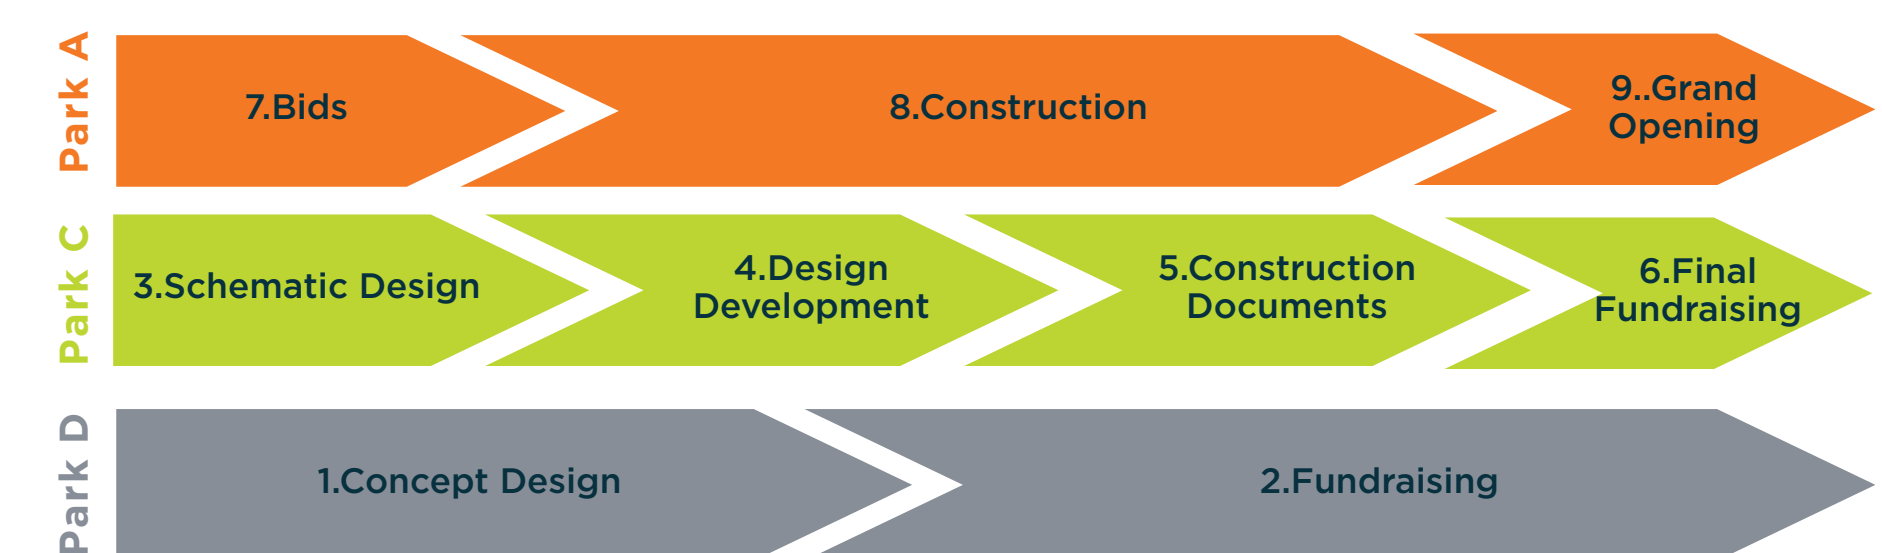 Park A
7.Bids
8.Construction
9..Grand
Opening
Park C
3.Schematic Design
4.Design
Development
5.Construction
Documents
6.Final
Fundraising
Park D
1.Concept Design
2.Fundraising